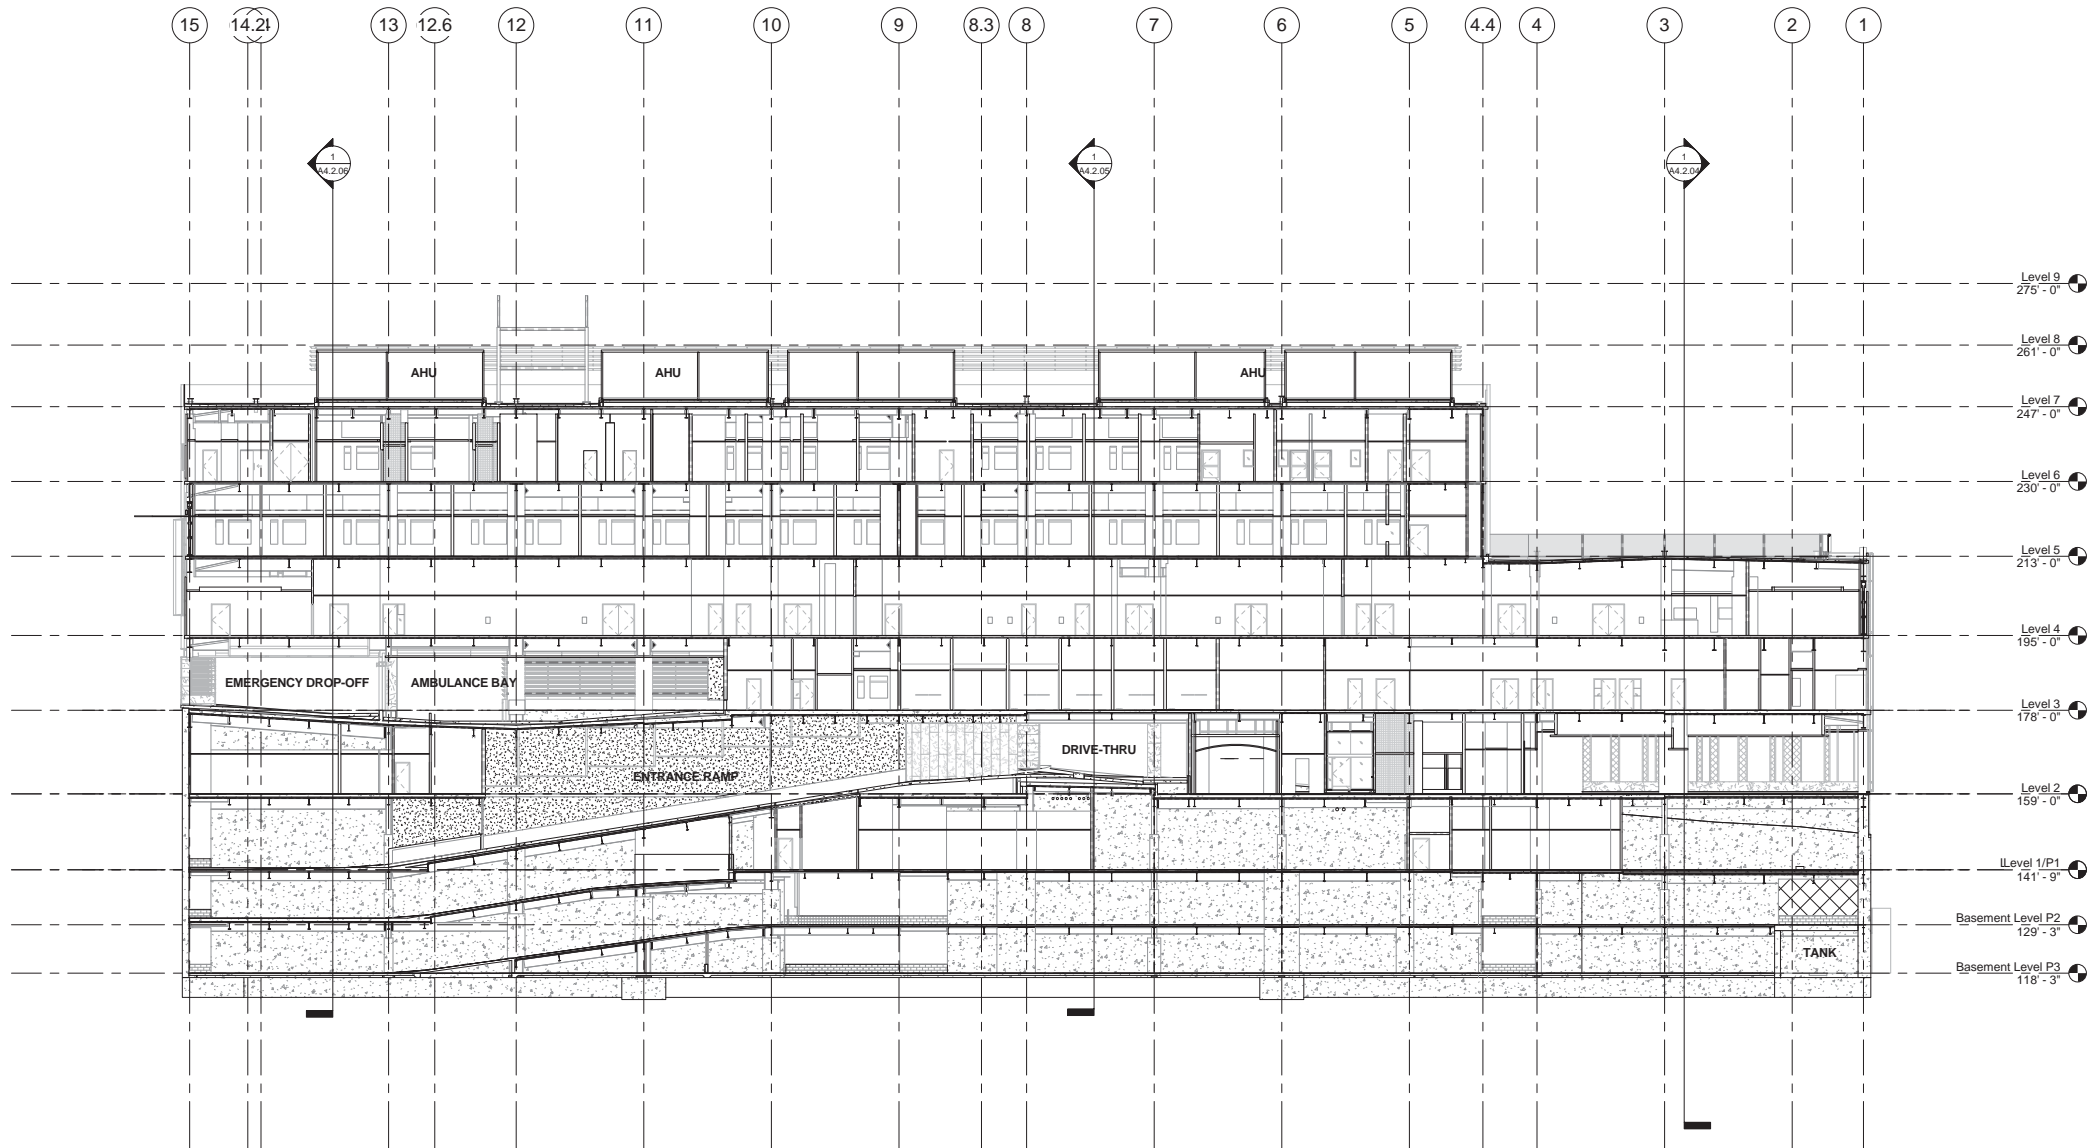 15
14.2
13
12.6
12
11
10
9
8.3
8
7
6
5
4.4
4
3
2
1
1
A4.2.06
1
A4.2.05
1
A4.2.04
Level 9
275' - 0"
Level 8
261' - 0"
AHU
AHU
AHU
Level 7
247' - 0"
Level 6
230' - 0"
Level 5
213' - 0"
Level 4
195' - 0"
EMERGENCY DROP-OFF
AMBULANCE BAY
Level 3
178' - 0"
DRIVE-THRU
ENTRANCE RAMP
Level 2
159' - 0"
Level 1/P1
141' - 9"
Basement Level P2
129' - 3"
TANK
Basement Level P3
118' - 3"